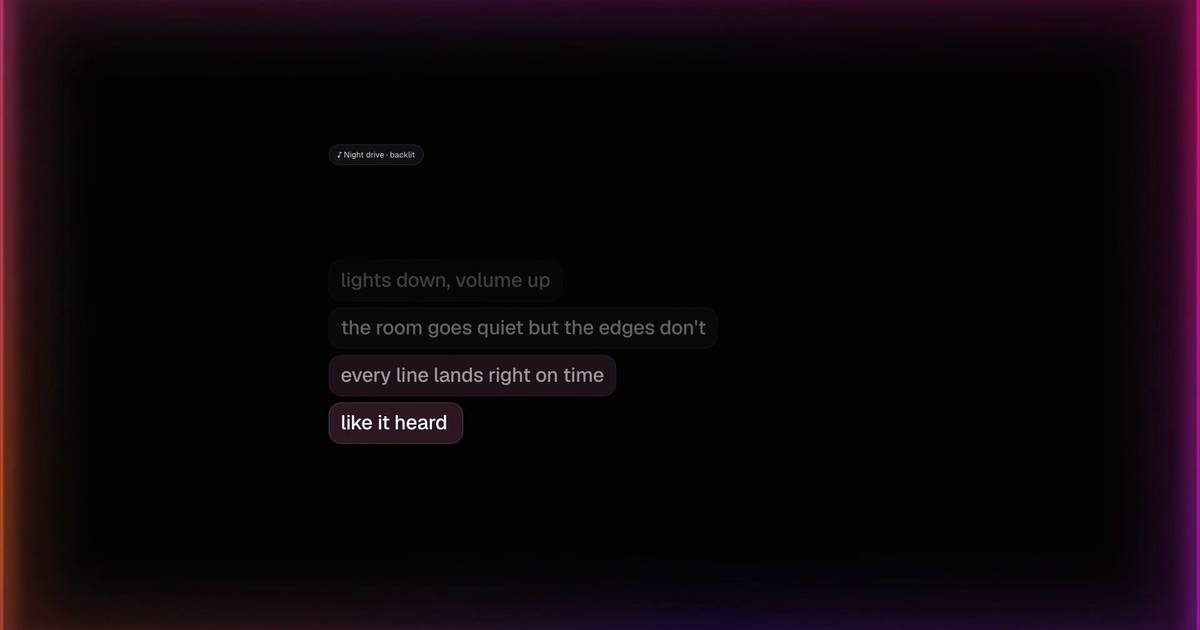 ♪ Night drive · backlit
lights down, volume up
the room goes quiet but the edges don't
every line lands right on time
like it heard